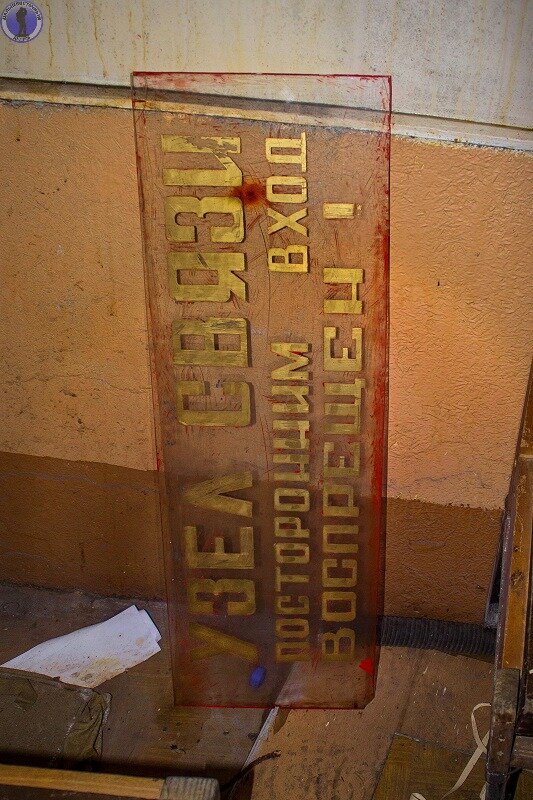 УЗЕЛ СВЯЗИ
ПОСТОРОННИМ ВХОД
ВОСПРЕЩЕН !